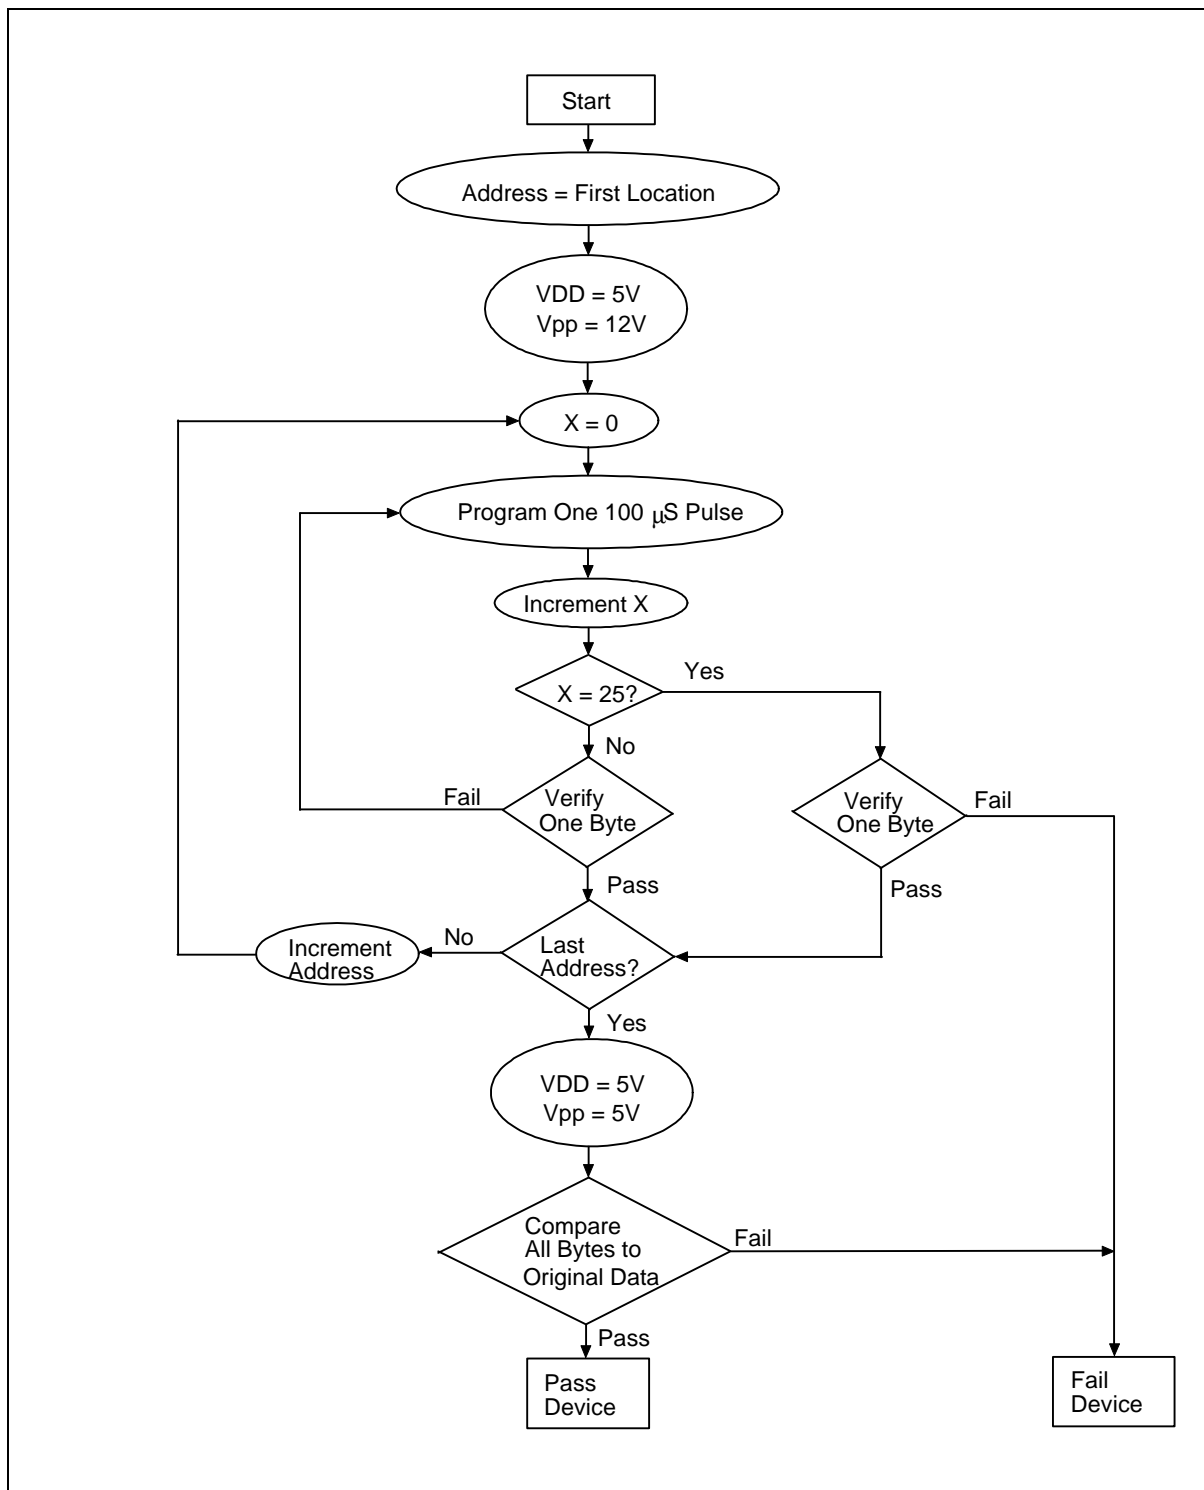 Start
Address = First Location
VDD = 5V
Vpp = 12V
X = 0
Program One 100 μS Pulse
Increment X
X = 25?
Yes
No
Verify
One Byte
Fail
Verify
One Byte
Fail
Pass
Pass
Last
Address?
No
Increment
Address
Yes
VDD = 5V
Vpp = 5V
Compare
All Bytes to
Original Data
Fail
Pass
Pass
Device
Fail
Device